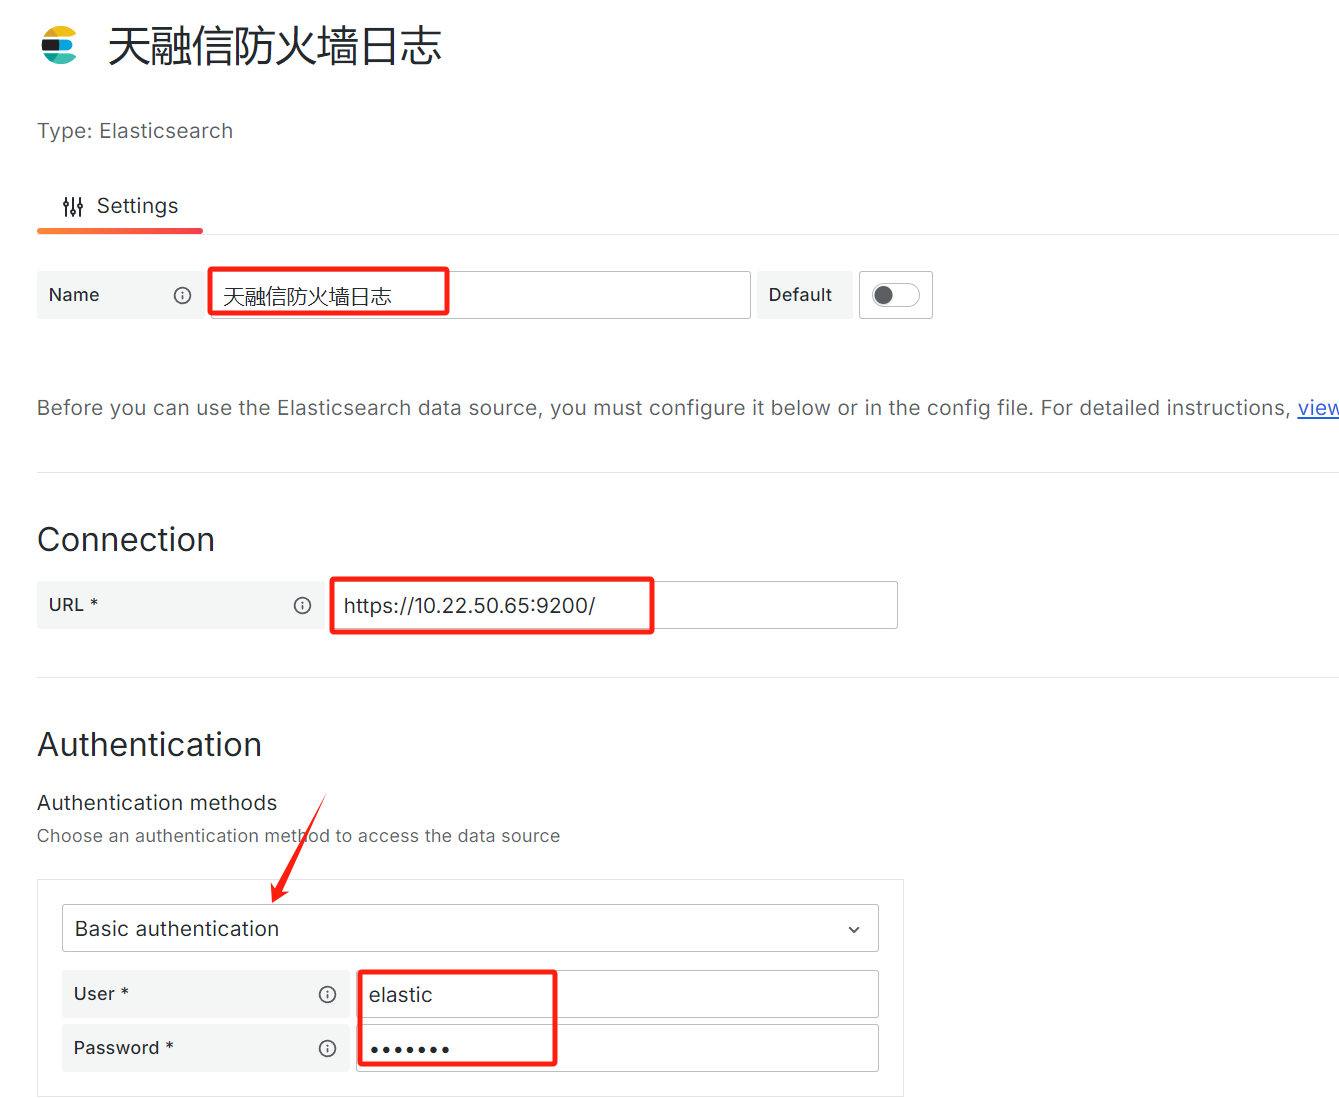 天融信防火墙日志
Type: Elasticsearch
Settings
Name 天融信防火墙日志 Default
Before you can use the Elasticsearch data source, you must configure it below or in the config file. For detailed instructions, view
Connection
URL * https://10.22.50.65:9200/
Authentication
Authentication methods
Choose an authentication method to access the data source
Basic authentication
User * elastic
Password * •••••••